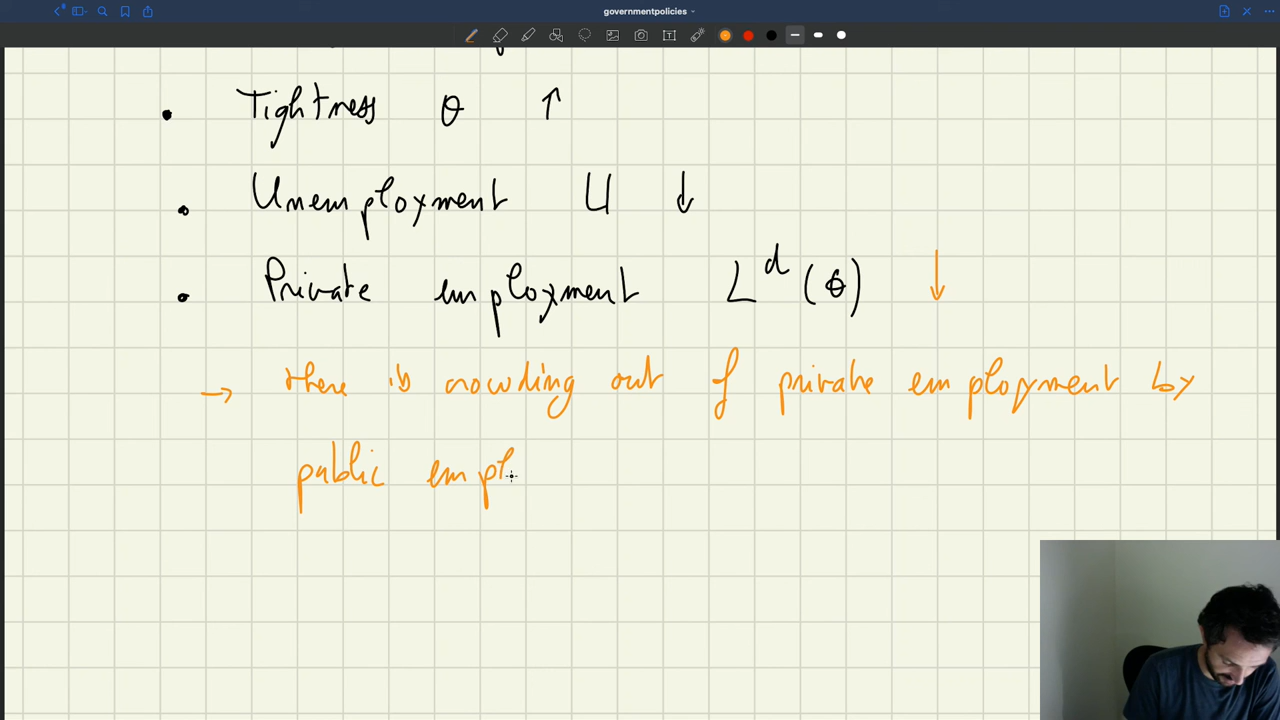 governmentpolicies
• Tightness θ ↑
• Unemployment U ↓
• Private employment L^d (θ) ↓
→ there is crowding out of private employment by
public empl